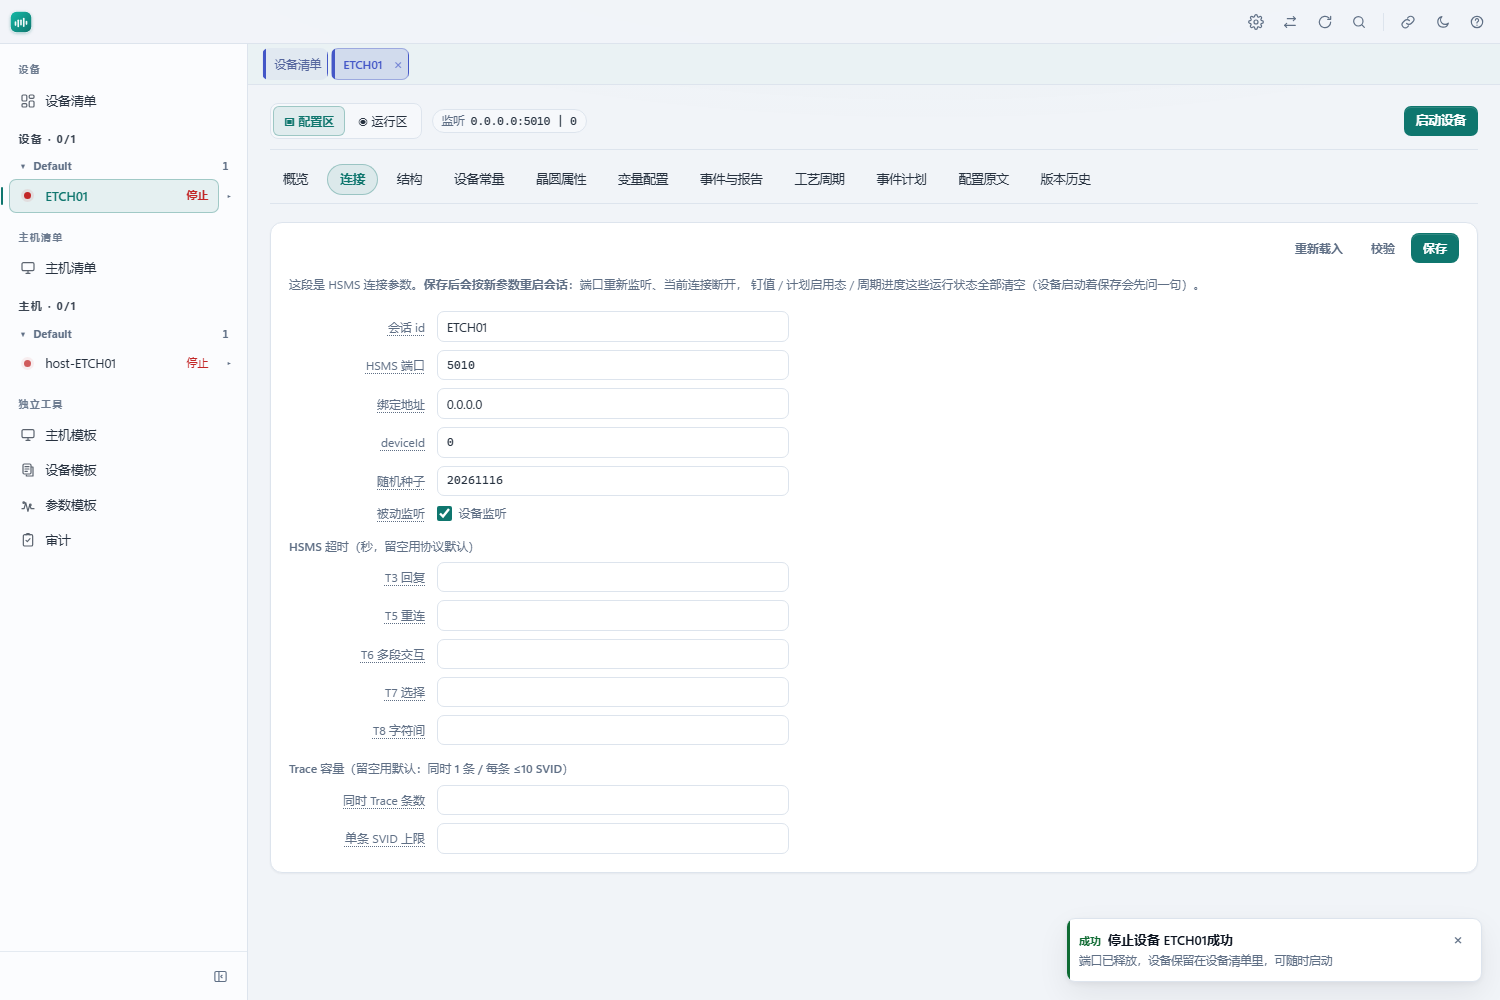 设备
设备清单
设备 · 0/1
Default 1
ETCH01 停止
主机清单
主机清单
主机 · 0/1
Default 1
host-ETCH01 停止
独立工具
主机模板
设备模板
参数模板
审计
设备清单 ETCH01 ×
配置区 运行区 监听 0.0.0.0:5010 | 0 启动设备
概览 连接 结构 设备常量 晶圆属性 变量配置 事件与报告 工艺周期 事件计划 配置原文 版本历史
重新载入 校验 保存
这段是 HSMS 连接参数。保存后会按新参数重启会话：端口重新监听、当前连接断开， 钉值 / 计划启用态 / 周期进度这些运行状态全部清空（设备启动着保存会先问一句）。
会话 id ETCH01
HSMS 端口 5010
绑定地址 0.0.0.0
deviceId 0
随机种子 20261116
被动监听 设备监听
HSMS 超时（秒，留空用协议默认）
T3 回复
T5 重连
T6 多段交互
T7 选择
T8 字符间
Trace 容量（留空用默认：同时 1 条 / 每条 ≤10 SVID）
同时 Trace 条数
单条 SVID 上限
成功 停止设备 ETCH01成功 ×
端口已释放，设备保留在设备清单里，可随时启动